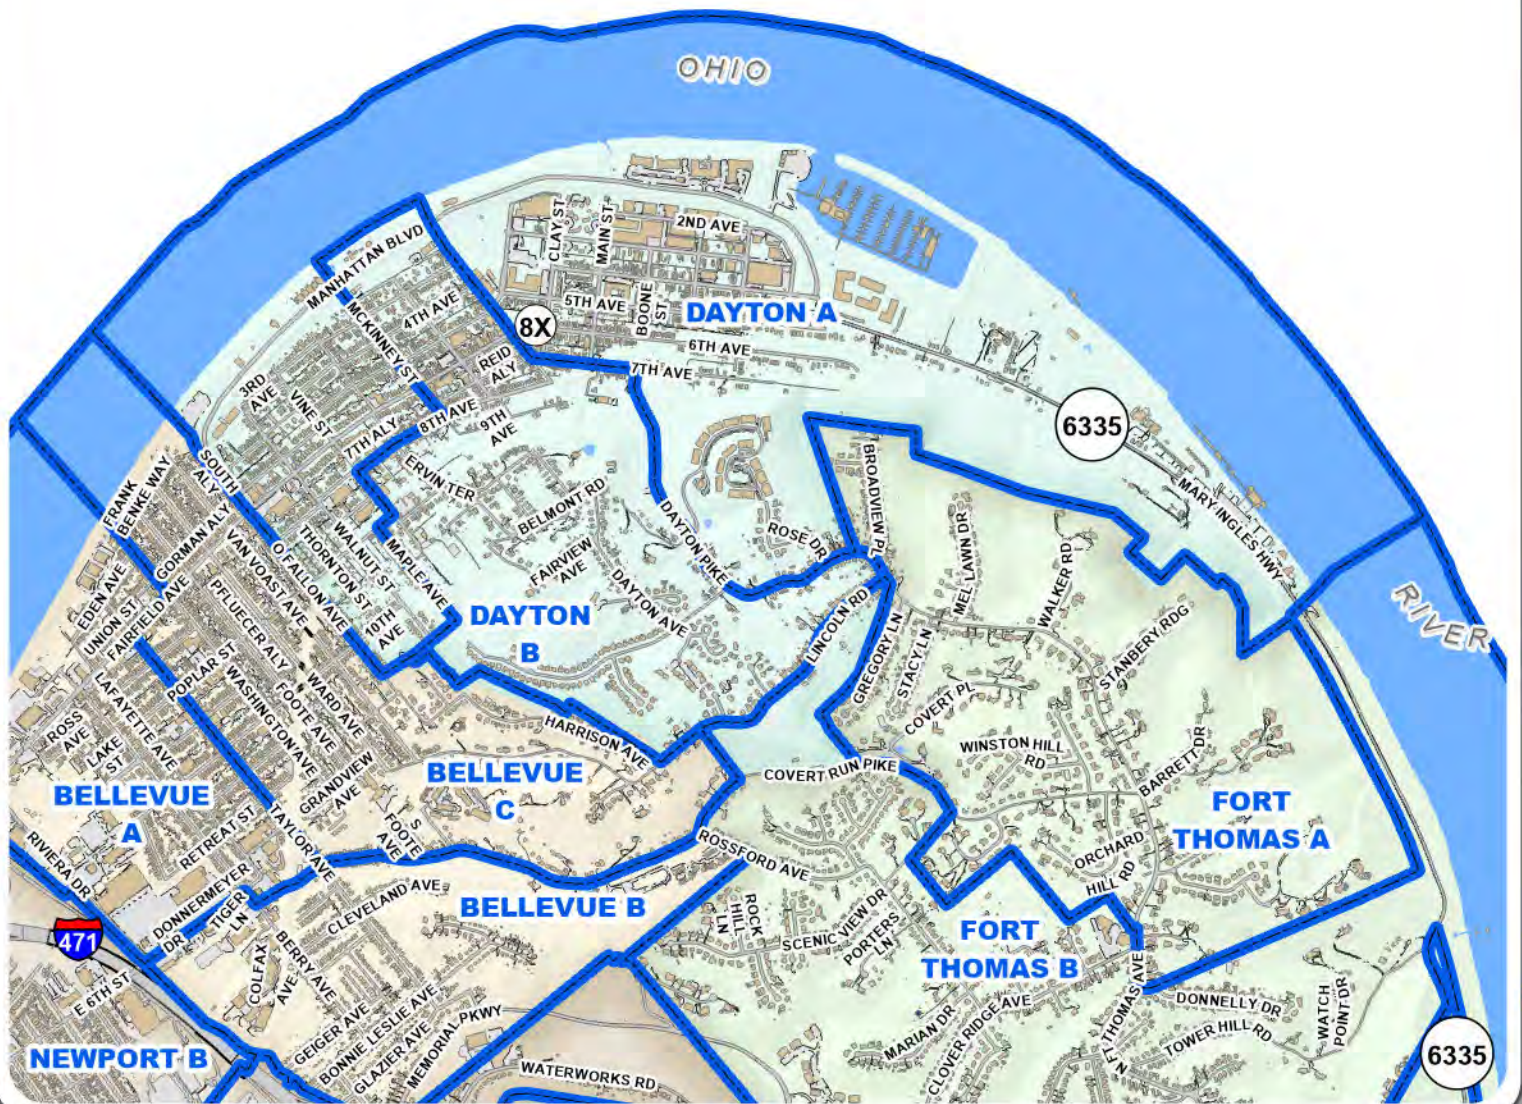 OHIO
CLAY ST
MAIN ST
2ND AVE
MANHATTAN BLVD
5TH AVE
BOONE
ST
DAYTON A
8X
4TH AVE
MCKINNEY ST
6TH AVE
7TH AVE
REID
ALY
3RD
AVE
VINE ST
8TH AVE
9TH
AVE
7TH ALY
6335
BROADVIEW PL
MARY INGLES HWY
SOUTH
ALY
FRANK
BENKE WAY
ERVIN TER
BELMONT RD
DAYTON PIKE
ROSE DR
MEL LAWN DR
WALKER RD
GORMAN ALY
VAN VOAST AVE
O FALLON AVE
THORNTON ST
WALNUT ST
MAPLE AVE
FAIRVIEW
AVE
DAYTON AVE
RIVER
EDEN AVE
UNION ST
FAIRFIELD AVE
PFLUECER ALY
10TH
AVE
DAYTON
B
LINCOLN RD
GREGORY LN
STACY LN
STANBERY RDG
POPLAR ST
WASHINGTON AVE
FOOTE AVE
WARD AVE
LAFAYETTE AVE
ROSS
AVE
LAKE
ST
COVERT PL
HARRISON AVE
WINSTON HILL
RD
BARRETT DR
BELLEVUE
A
GRANDVIEW
AVE
BELLEVUE
C
COVERT RUN PIKE
FORT
THOMAS A
RETREAT ST
TAYLOR AVE
S
FOOTE
AVE
ROSSFORD AVE
ORCHARD
HILL RD
RIVIERA DR
DONNERMEYER
DR
TIGER
LN
CLEVELAND AVE
BELLEVUE B
ROCK
HILL
LN
SCENIC VIEW DR
PORTERS
LN
FORT
THOMAS B
471
E 6TH ST
COLFAX
AVE
BERRY AVE
GEIGER AVE
BONNIE LESLIE AVE
GLAZIER AVE
MEMORIAL PKWY
MARIAN DR
CLOVER RIDGE AVE
N FT THOMAS AVE
DONNELLY DR
TOWER HILL RD
WATCH
POINT DR
NEWPORT B
WATERWORKS RD
6335